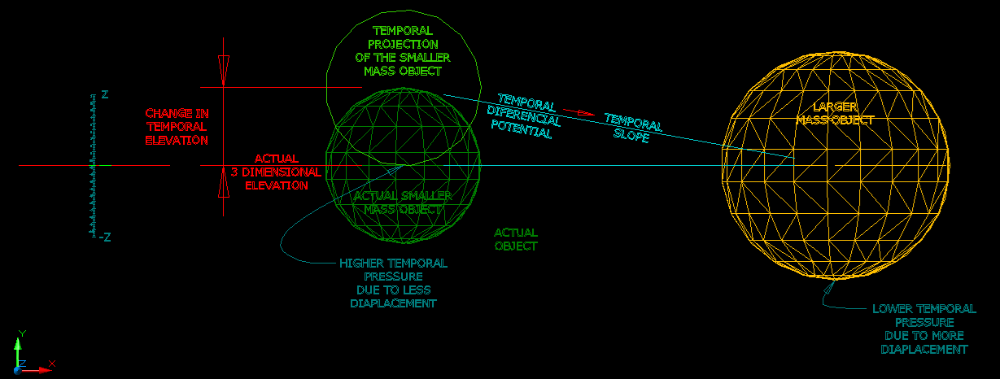 TEMPORAL
PROJECTION
OF THE SMALLER
MASS OBJECT
Z
CHANGE IN
TEMPORAL
ELEVATION
TEMPORAL
DIFERENCIAL
POTENTIAL
TEMPORAL
SLOPE
LARGER
MASS OBJECT
ACTUAL
3 DIMENSIONAL
ELEVATION
ACTUAL SMALLER
MASS OBJECT
-Z
ACTUAL
OBJECT
HIGHER TEMPORAL
PRESSURE
DUE TO LESS
DIAPLACEMENT
LOWER TEMPORAL
PRESSURE
DUE TO MORE
DIAPLACEMENT
Y
Z
X